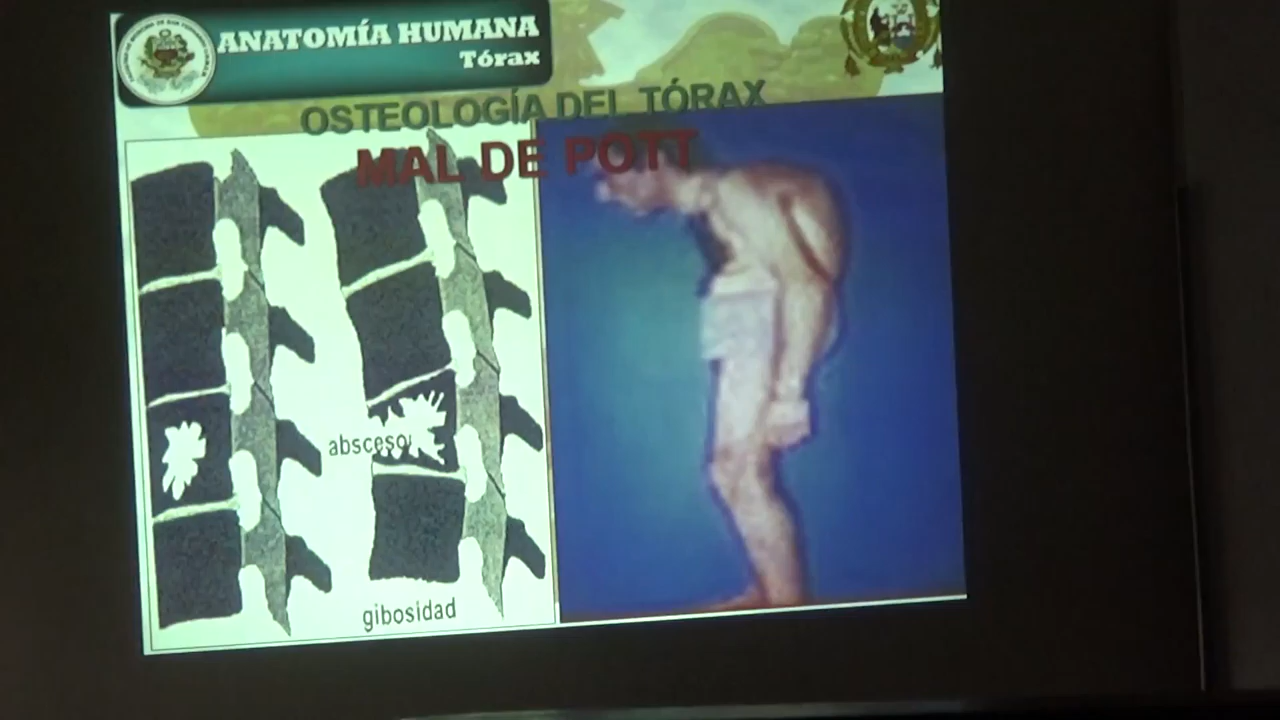 ANATOMÍA HUMANA
Tórax
OSTEOLOGÍA DEL TÓRAX
MAL DE POTT
absceso
gibosidad